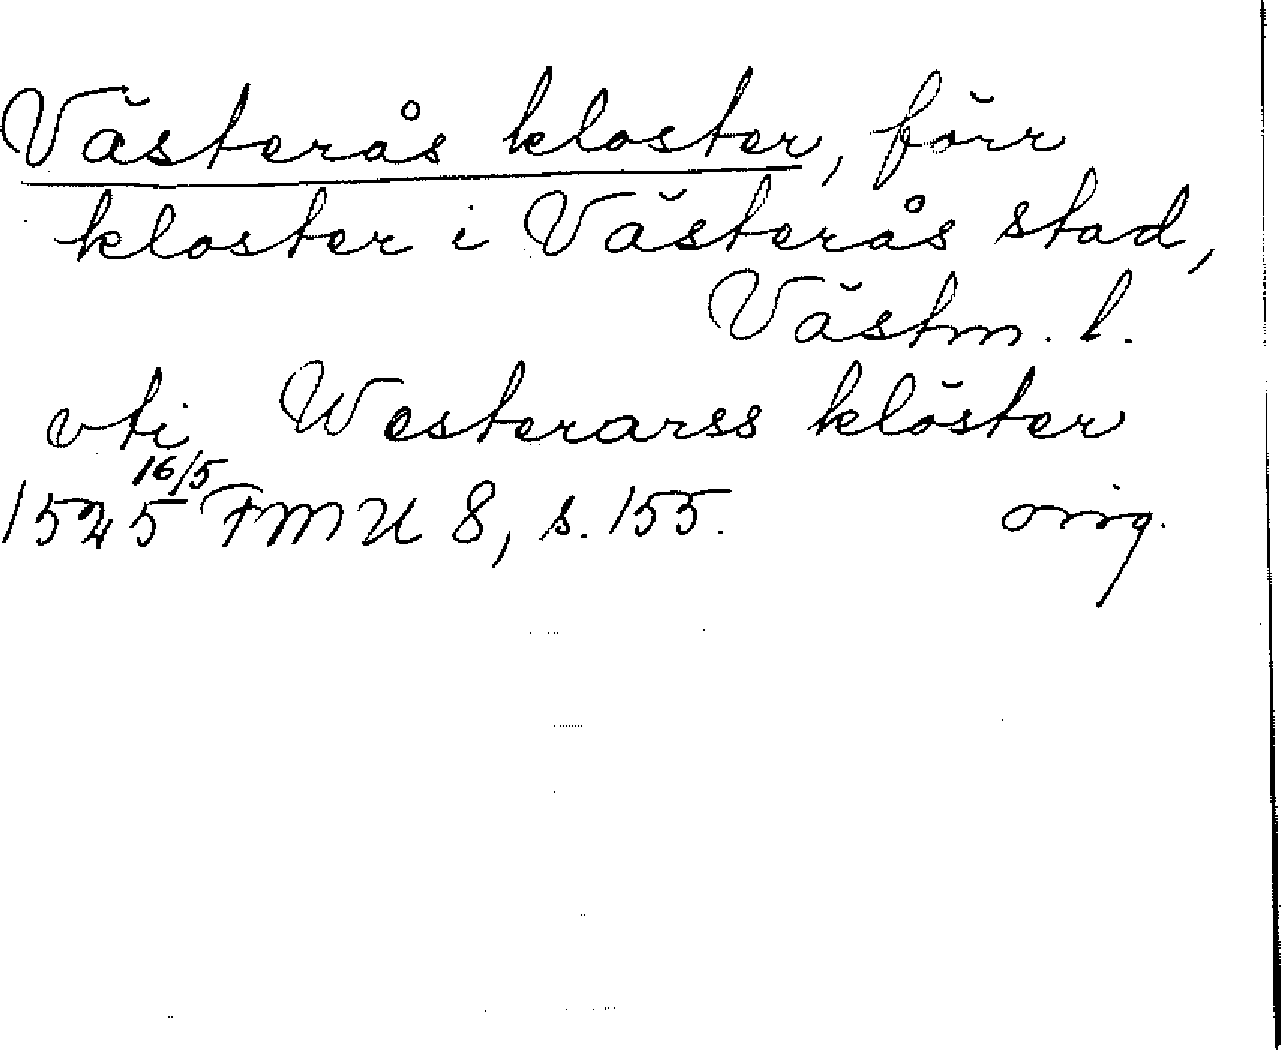 Västerås kloster, förr
kloster i Västerås stad,
Västm. l.
vti Westerarss klöster
16/5
1545 FMU 8, s. 155. orig.